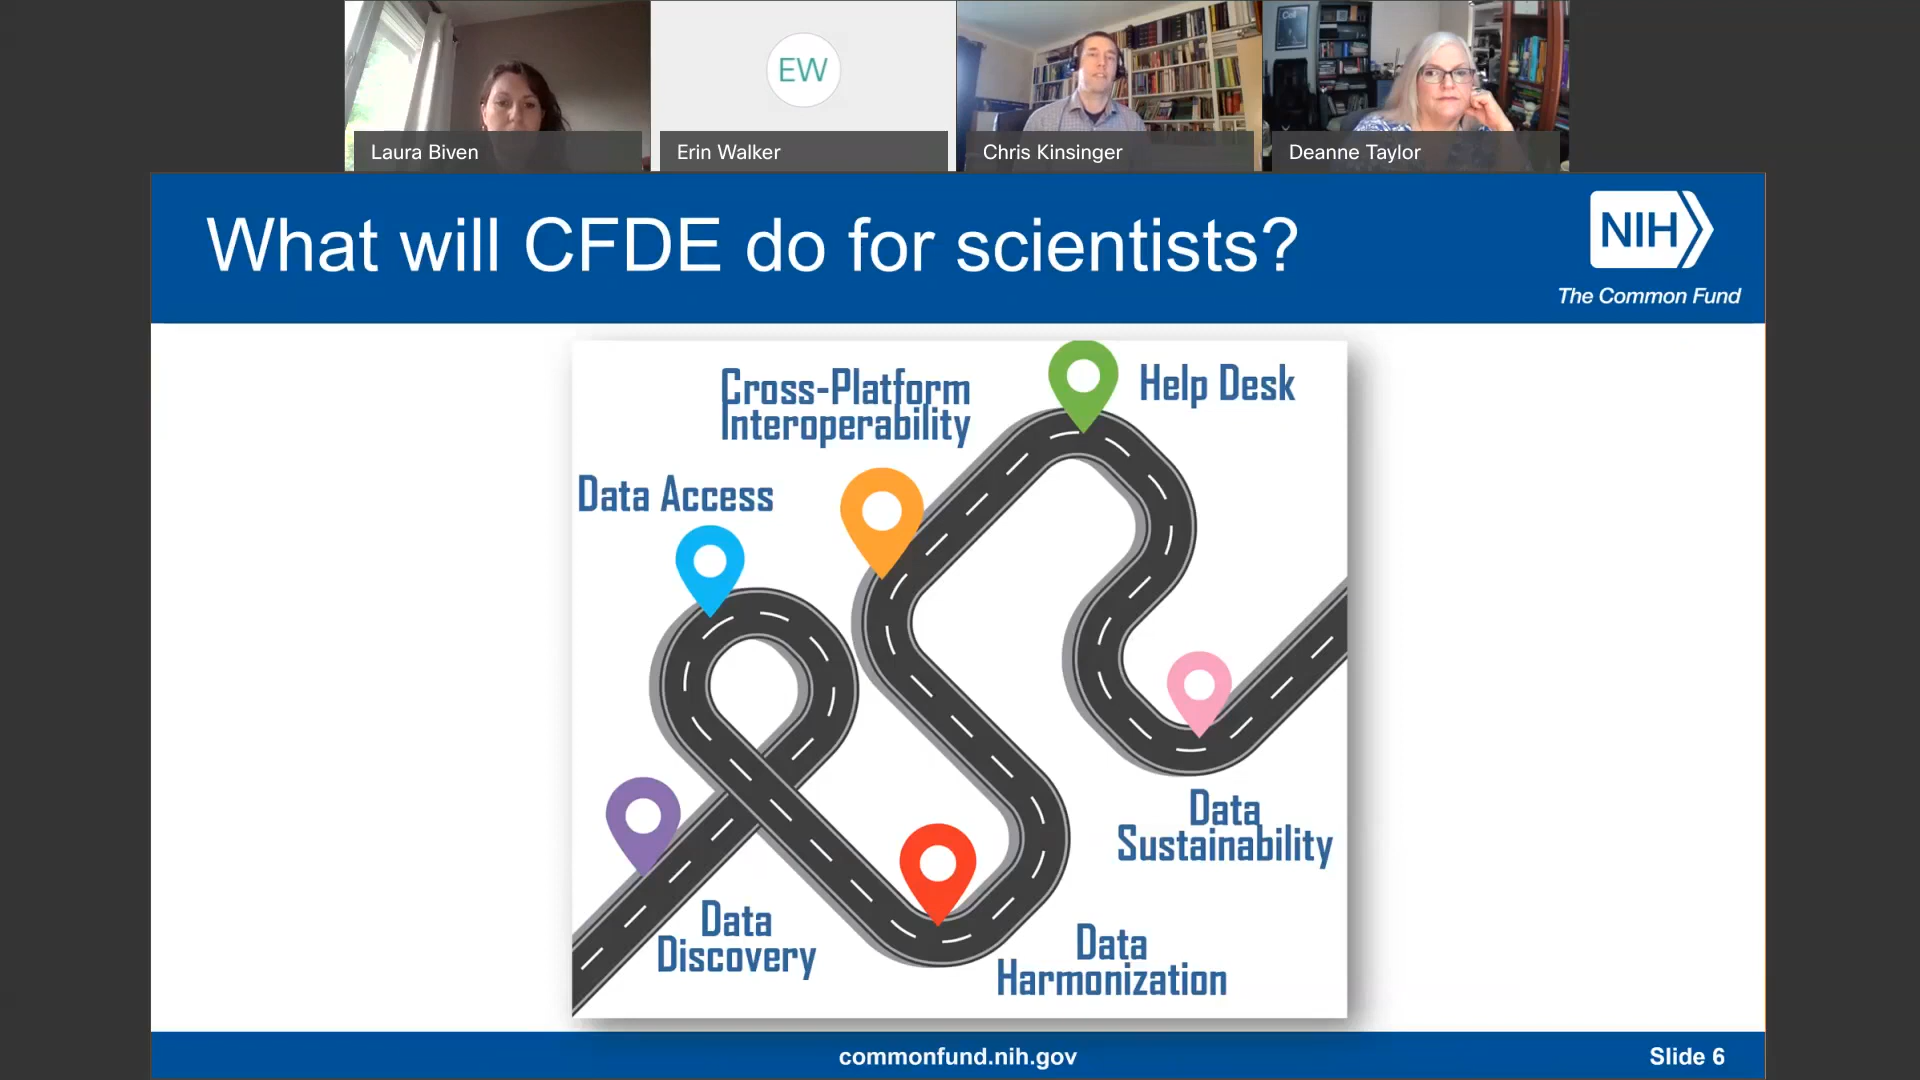 Cell
Laura Biven
EW
Erin Walker
Chris Kinsinger
Deanne Taylor
What will CFDE do for scientists?
NIH
The Common Fund
Cross-Platform
Interoperability
Help Desk
Data Access
Data
Sustainability
Data
Discovery
Data
Harmonization
commonfund.nih.gov
Slide 6